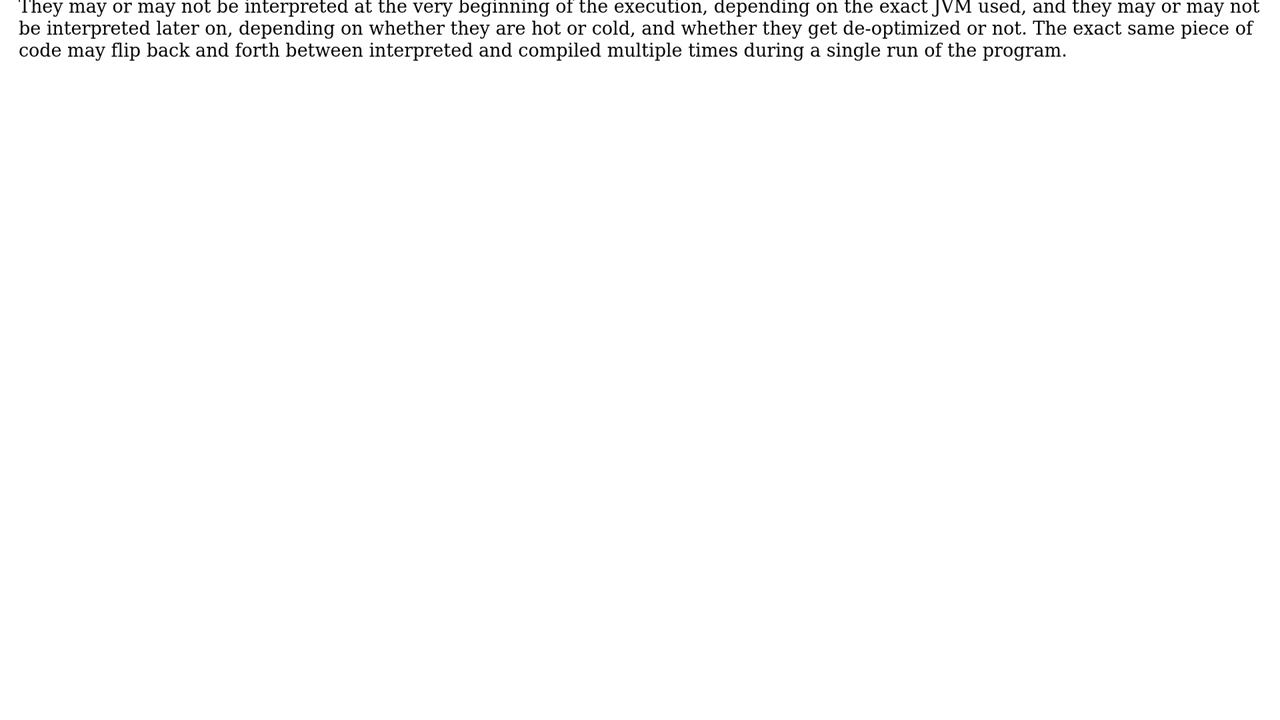 They may or may not be interpreted at the very beginning of the execution, depending on the exact JVM used, and they may or may not
be interpreted later on, depending on whether they are hot or cold, and whether they get de-optimized or not. The exact same piece of
code may flip back and forth between interpreted and compiled multiple times during a single run of the program.